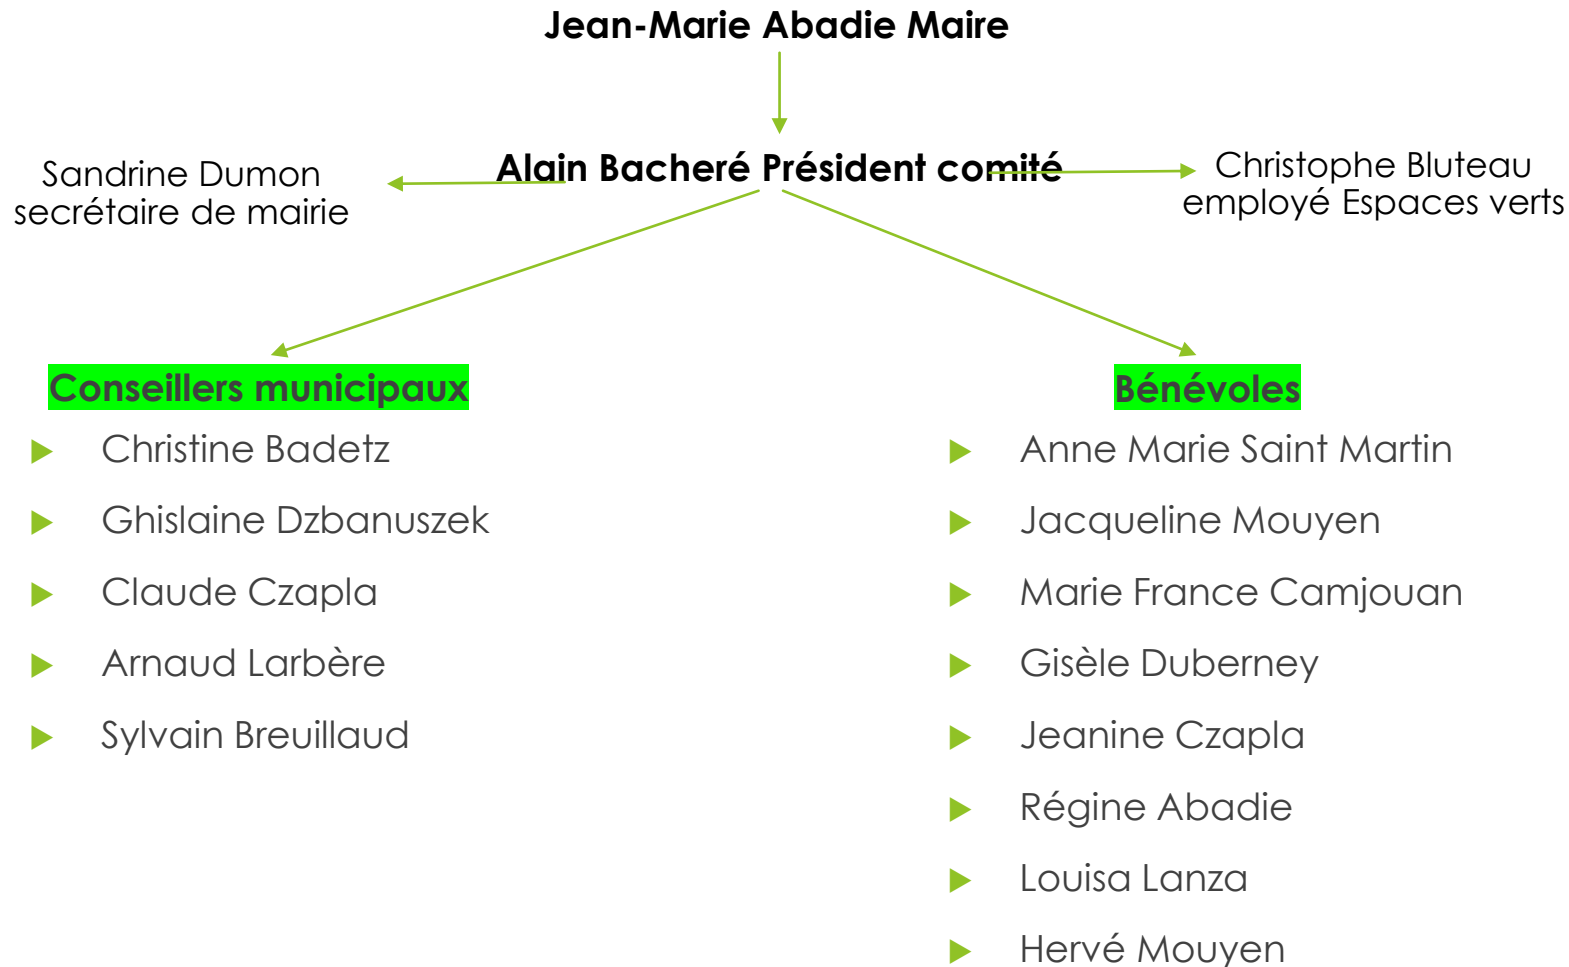 Jean-Marie Abadie Maire
Alain Bacheré Président comité
Sandrine Dumon
secrétaire de mairie
Christophe Bluteau
employé Espaces verts
Conseillers municipaux
Christine Badetz
Ghislaine Dzbanuszek
Claude Czapla
Arnaud Larbère
Sylvain Breuillaud
Bénévoles
Anne Marie Saint Martin
Jacqueline Mouyen
Marie France Camjouan
Gisèle Duberney
Jeanine Czapla
Régine Abadie
Louisa Lanza
Hervé Mouyen